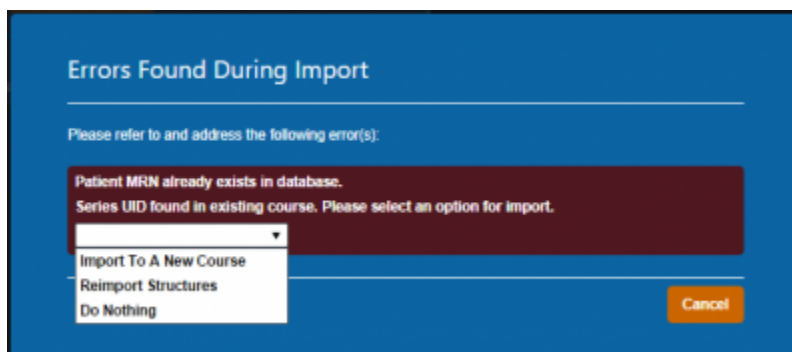 Errors Found During Import
Please refer to and address the following error(s):
Patient MRN already exists in database.
Series UID found in existing course. Please select an option for import.
Import To A New Course
Reimport Structures
Do Nothing
Cancel